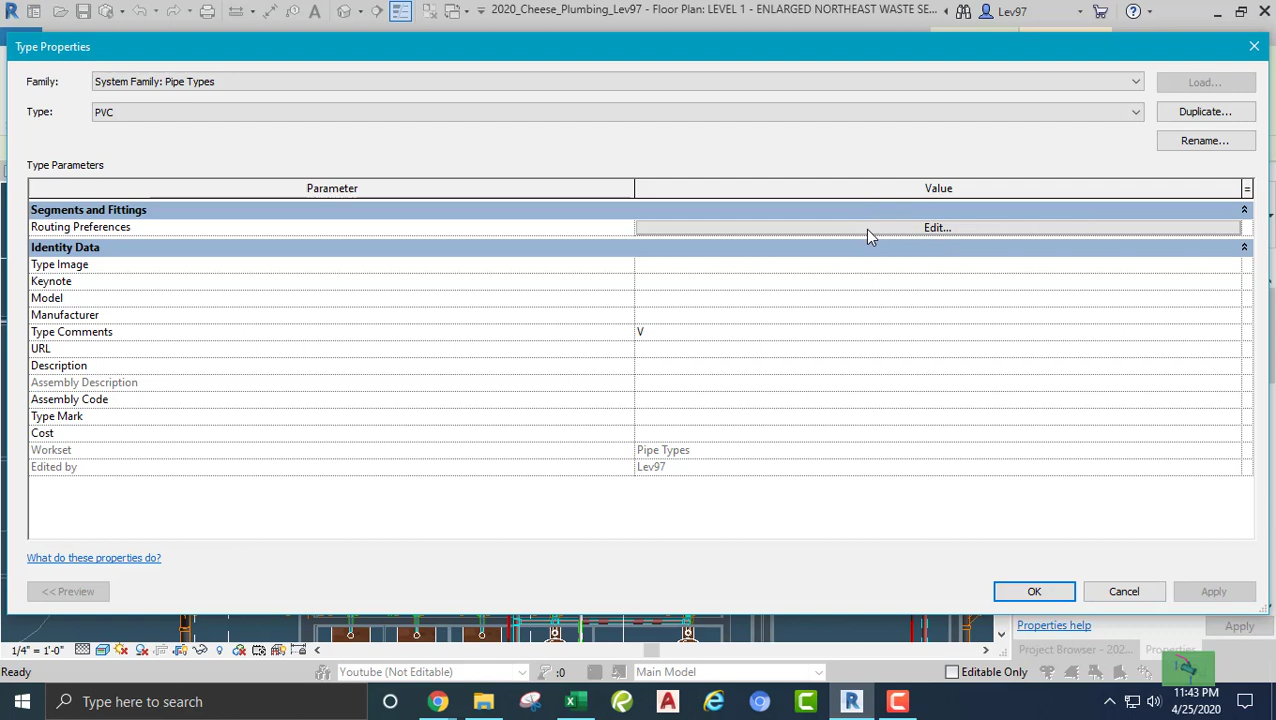 2020_Cheese_Plumbing_Lev97 - Floor Plan: LEVEL 1 - ENLARGED NORTHEAST WASTE SE... Lev97
Type Properties
Family: System Family: Pipe Types Load...
Type: PVC Duplicate...
Rename...
Type Parameters
Parameter Value =
Segments and Fittings
Routing Preferences Edit...
Identity Data
Type Image
Keynote
Model
Manufacturer
Type Comments V
URL
Description
Assembly Description
Assembly Code
Type Mark
Cost
Workset Pipe Types
Edited by Lev97
What do these properties do?
<< Preview OK Cancel Apply
Properties help Apply
1/4" = 1'-0" Project Browser - 202... Properties
Ready Youtube (Not Editable) :0 Main Model Editable Only
Type here to search 11:43 PM
4/25/2020